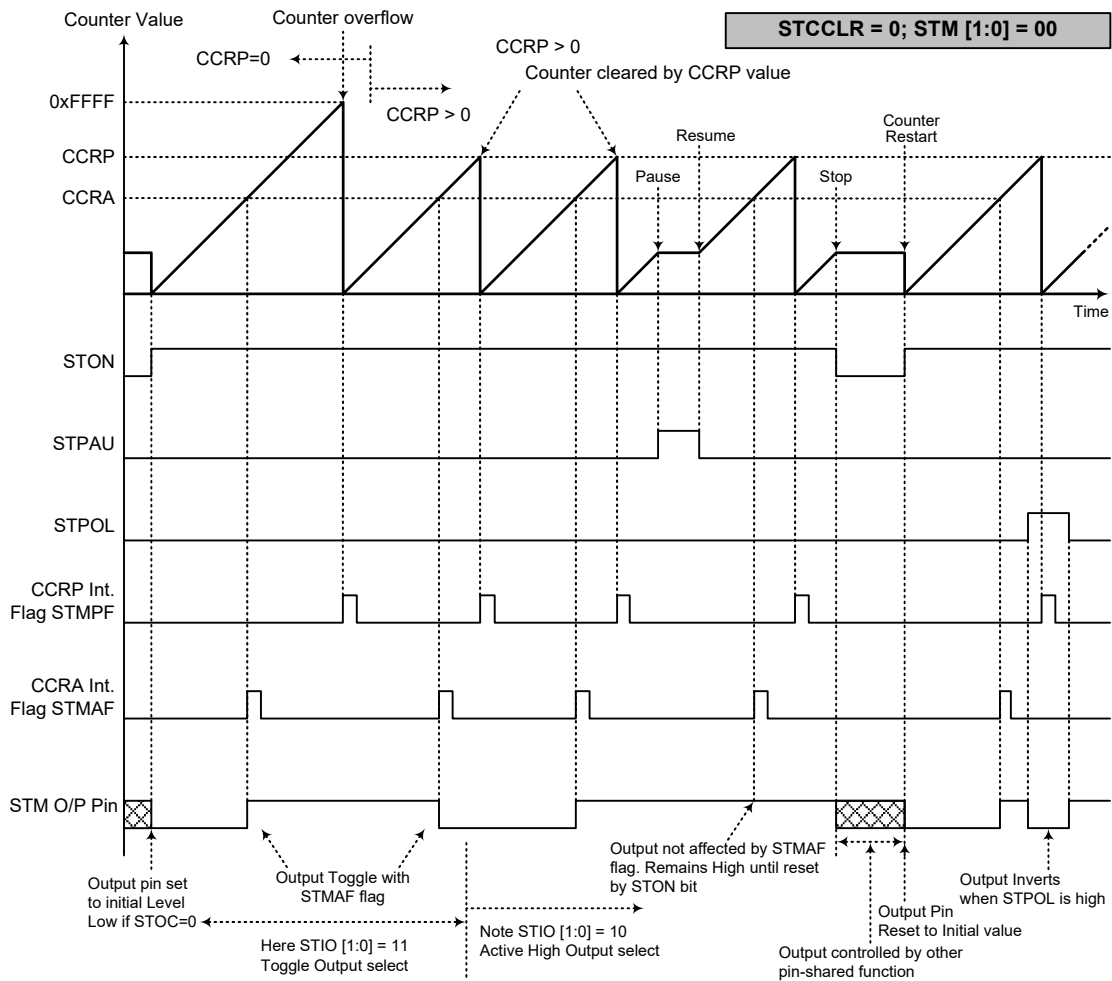 Counter Value
Counter overflow
STCCLR = 0; STM [1:0] = 00
CCRP=0
CCRP > 0
CCRP > 0
Counter cleared by CCRP value
0xFFFF
CCRP
CCRA
Pause
Resume
Stop
Counter
Restart
Time
STON
STPAU
STPOL
CCRP Int.
Flag STMPF
CCRA Int.
Flag STMAF
STM O/P Pin
Output pin set
to initial Level
Low if STOC=0
Output Toggle with
STMAF flag
Here STIO [1:0] = 11
Toggle Output select
Note STIO [1:0] = 10
Active High Output select
Output not affected by STMAF
flag. Remains High until reset
by STON bit
Output controlled by other
pin-shared function
Output Pin
Reset to Initial value
Output Inverts
when STPOL is high